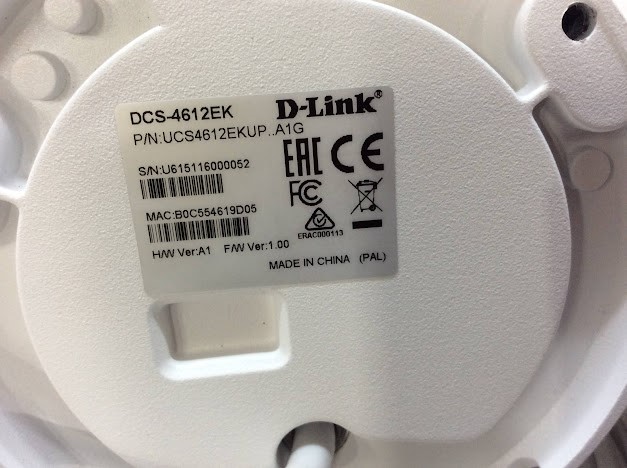 DCS-4612EK D-Link®
P/N:UCS4612EKUP..A1G
S/N:U615116000052
EAC CE
FC
MAC:B0C554619D05
ERAC000113
H/W Ver:A1 F/W Ver:1.00
MADE IN CHINA (PAL)